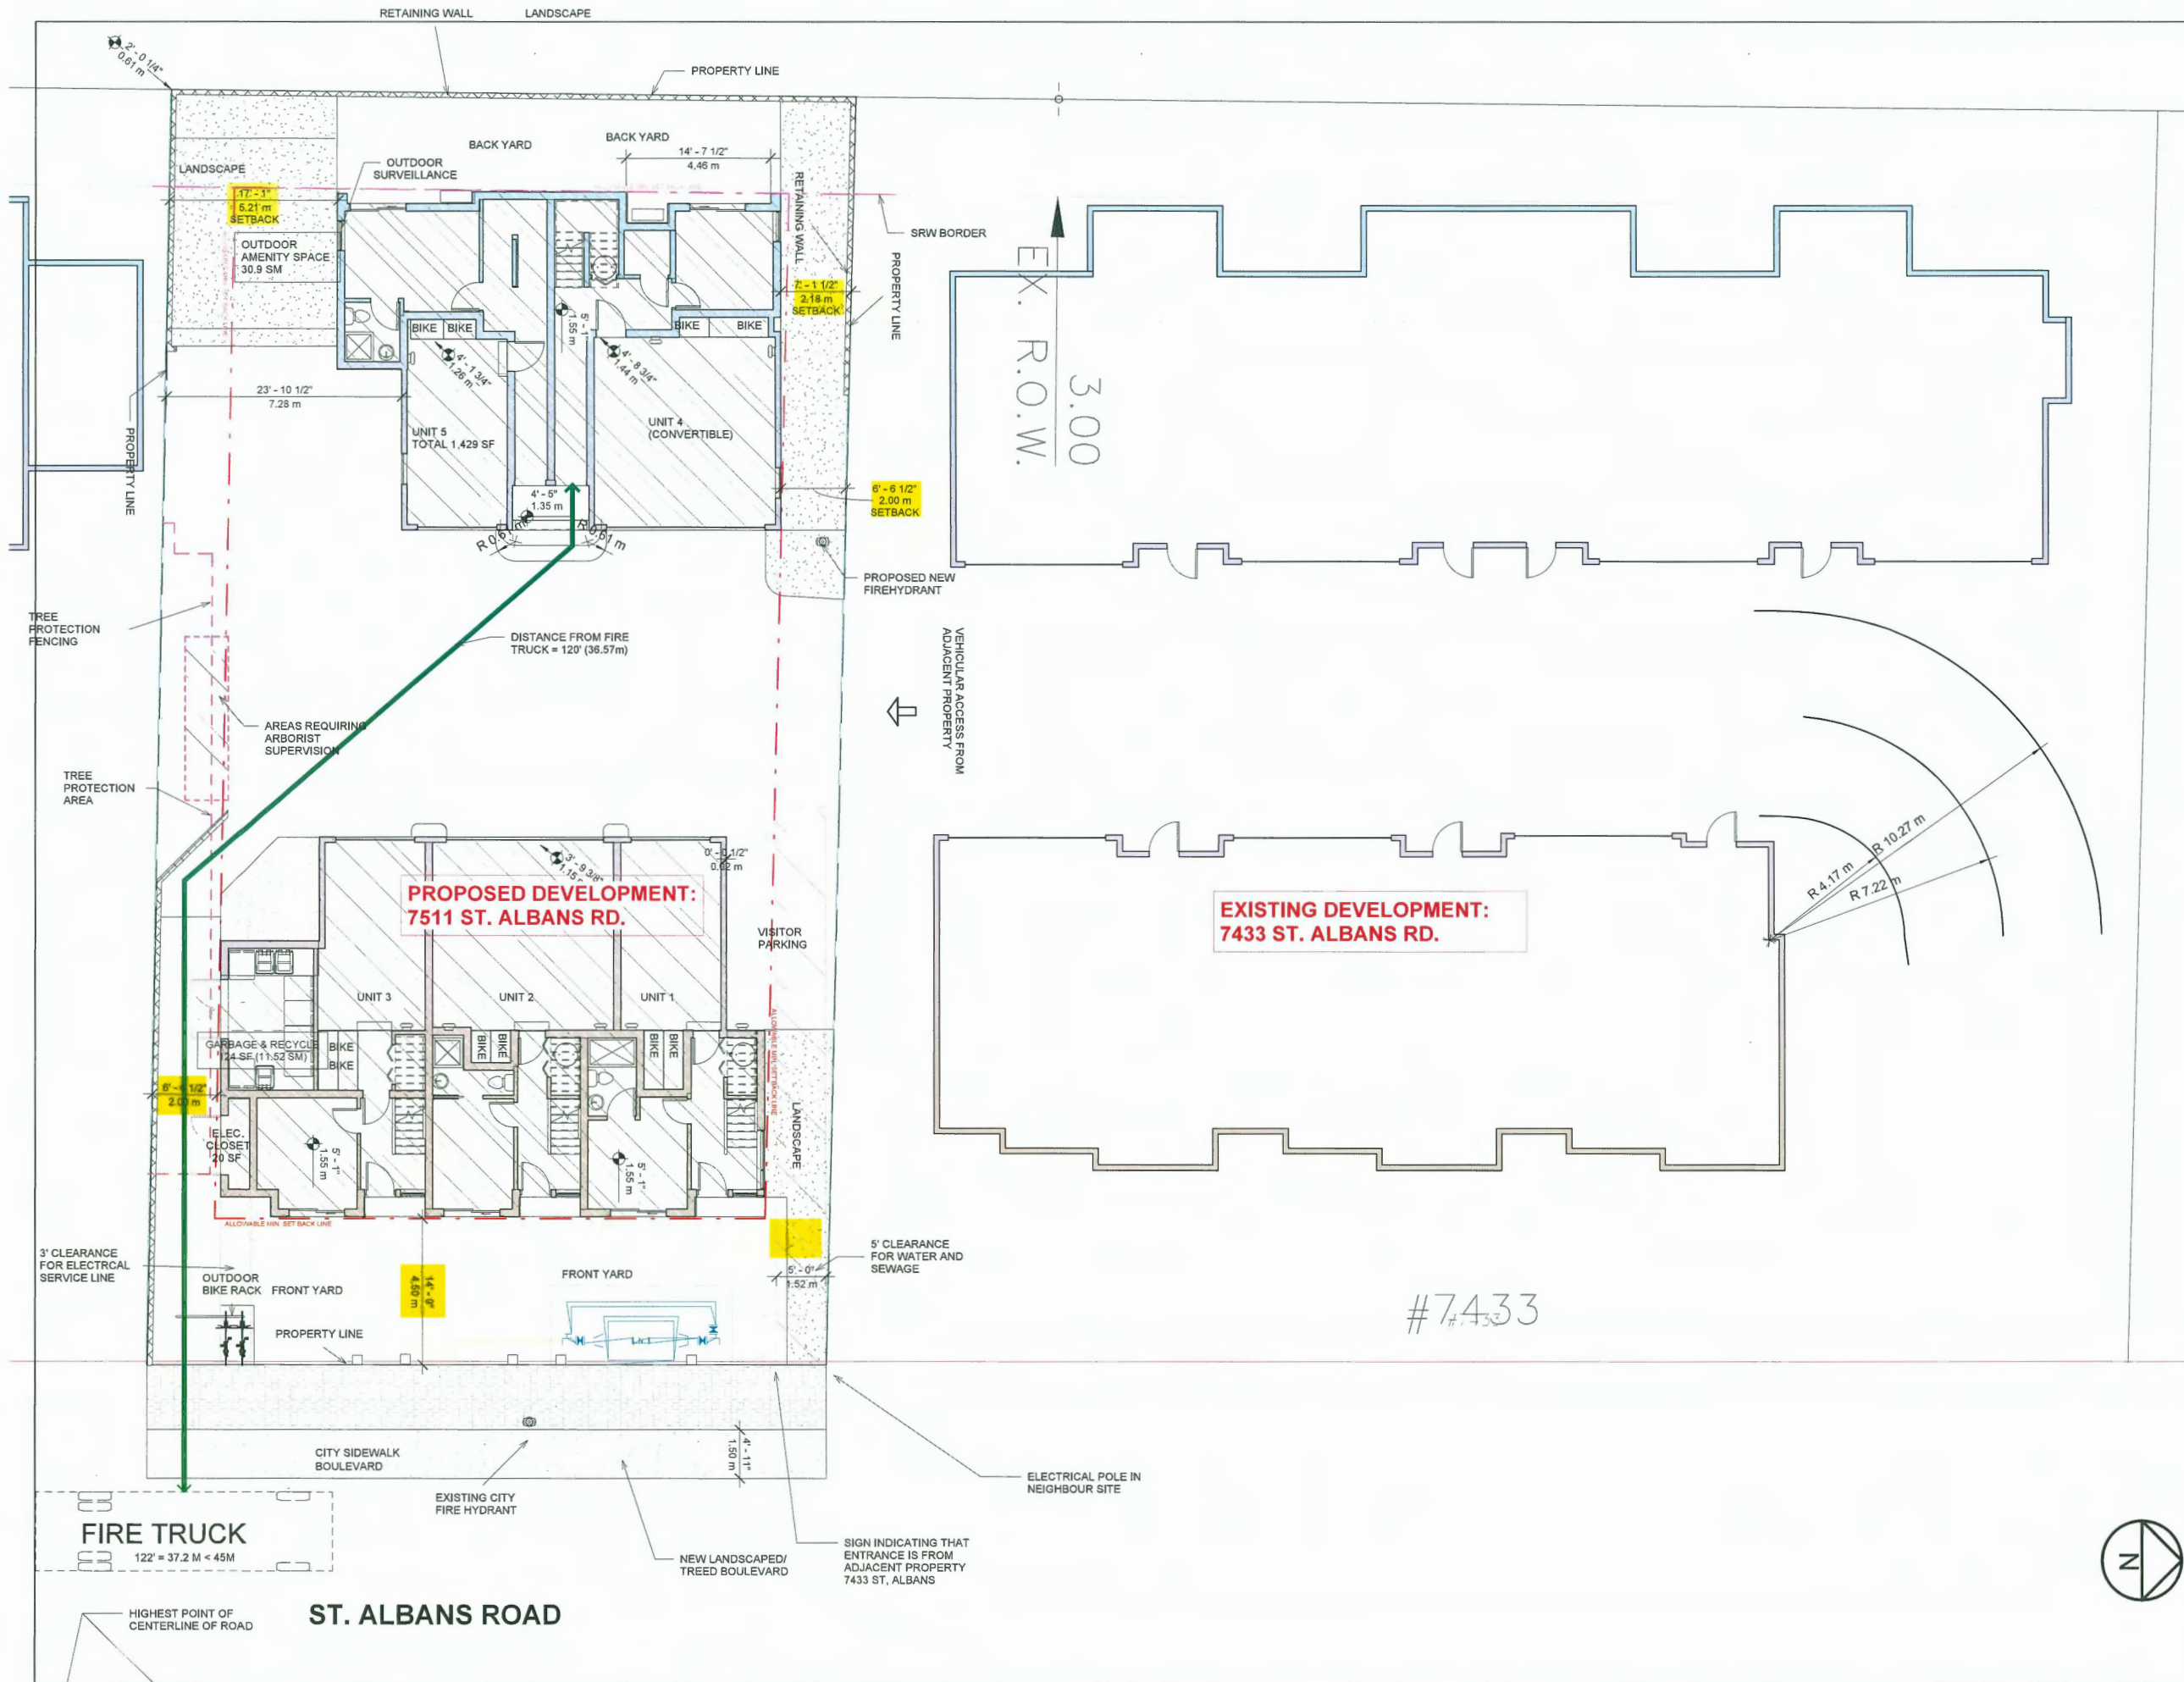 RETAINING WALL
LANDSCAPE
2' - 0 1/4"
0.61 m
PROPERTY LINE
BACK YARD
BACK YARD
14' - 7 1/2"
4.46 m
OUTDOOR
SURVEILLANCE
LANDSCAPE
17' - 1"
5.21 m
SETBACK
RETAINING WALL
SRW BORDER
OUTDOOR
AMENITY SPACE
30.9 SM
PROPERTY LINE
7' - 1 1/2"
2.18 m
SETBACK
EX. R.O.W.
3.00
BIKE
BIKE
5' - 1"
1.55 m
BIKE
BIKE
4' - 1 3/4"
1.26 m
4' - 8 3/4"
1.44 m
23' - 10 1/2"
7.28 m
UNIT 5
TOTAL 1,429 SF
UNIT 4
(CONVERTIBLE)
PROPERTY LINE
4' - 5"
1.35 m
6' - 6 1/2"
2.00 m
SETBACK
R 0.61 m
R 0.61 m
PROPOSED NEW
FIREHYDRANT
TREE
PROTECTION
FENCING
DISTANCE FROM FIRE
TRUCK = 120' (36.57m)
VEHICULAR ACCESS FROM
ADJACENT PROPERTY
AREAS REQUIRING
ARBORIST
SUPERVISION
TREE
PROTECTION
AREA
R 10.27 m
R 4.17 m
R 7.22 m
3' - 9 3/8"
0.02 m
PROPOSED DEVELOPMENT:
7511 ST. ALBANS RD.
EXISTING DEVELOPMENT:
7433 ST. ALBANS RD.
VISITOR
PARKING
UNIT 3
UNIT 2
UNIT 1
GARBAGE & RECYCLE
124 SF (11.52 SM)
BIKE
BIKE
BIKE
BIKE
BIKE
BIKE
6' - 6 1/2"
2.00 m
LANDSCAPE
ELEC.
CLOSET
20 SF
5' - 1"
1.55 m
5' - 1"
1.55 m
ALLOWABLE MIN. SET BACK LINE
3' CLEARANCE
FOR ELECTRCAL
SERVICE LINE
OUTDOOR
BIKE RACK
FRONT YARD
14' - 9"
4.50 m
FRONT YARD
5' - 0"
1.52 m
5' CLEARANCE
FOR WATER AND
SEWAGE
#7433
PROPERTY LINE
CITY SIDEWALK
BOULEVARD
4' - 11"
1.50 m
ELECTRICAL POLE IN
NEIGHBOUR SITE
EXISTING CITY
FIRE HYDRANT
FIRE TRUCK
122' = 37.2 M < 45M
NEW LANDSCAPED/
TREED BOULEVARD
SIGN INDICATING THAT
ENTRANCE IS FROM
ADJACENT PROPERTY
7433 ST, ALBANS
N
HIGHEST POINT OF
CENTERLINE OF ROAD
ST. ALBANS ROAD